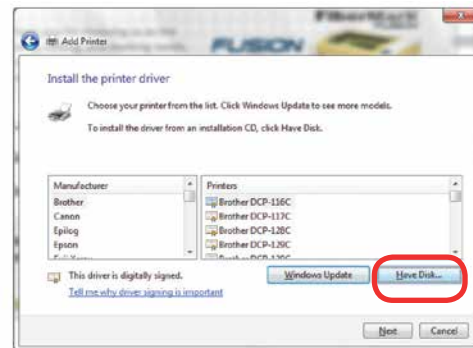 FiberMark
FUSION
Add Printer
Install the printer driver
Choose your printer from the list. Click Windows Update to see more models.
To install the driver from an installation CD, click Have Disk.
Manufacturer
Brother
Canon
Epilog
Epson
Printers
Brother DCP-116C
Brother DCP-117C
Brother DCP-128C
Brother DCP-129C
This driver is digitally signed.
Tell me why driver signing is important
Windows Update
Have Disk...
Next
Cancel